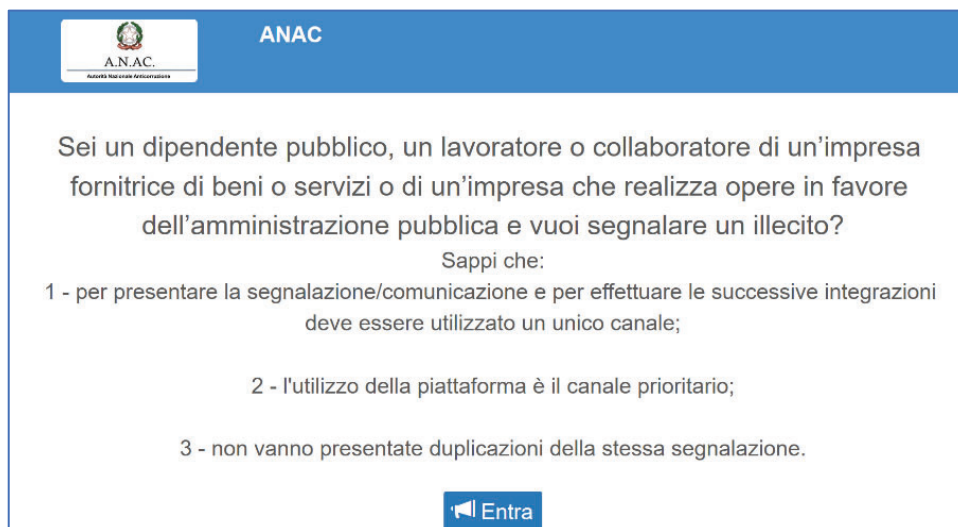 A.N.AC.
Autorità Nazionale Anticorruzione
ANAC
Sei un dipendente pubblico, un lavoratore o collaboratore di un'impresa
fornitrice di beni o servizi o di un'impresa che realizza opere in favore
dell'amministrazione pubblica e vuoi segnalare un illecito?
Sappi che:
1 - per presentare la segnalazione/comunicazione e per effettuare le successive integrazioni
deve essere utilizzato un unico canale;
2 - l'utilizzo della piattaforma è il canale prioritario;
3 - non vanno presentate duplicazioni della stessa segnalazione.
Entra